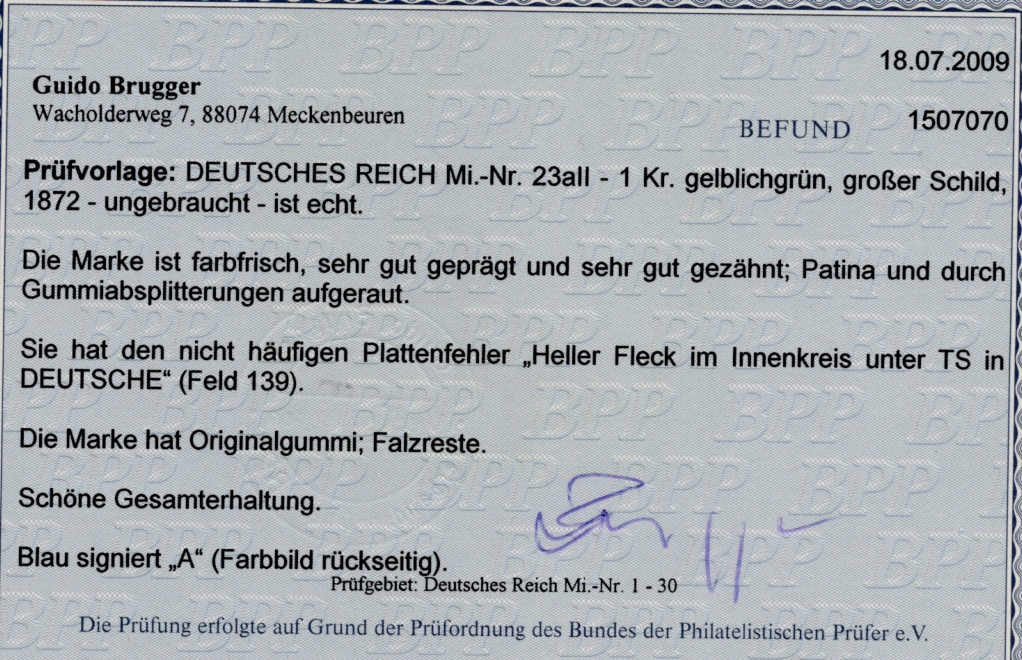 18.07.2009
Guido Brugger
Wacholderweg 7, 88074 Meckenbeuren
BEFUND 1507070
Prüfvorlage: DEUTSCHES REICH Mi.-Nr. 23aII - 1 Kr. gelblichgrün, großer Schild,
1872 - ungebraucht - ist echt.
Die Marke ist farbfrisch, sehr gut geprägt und sehr gut gezähnt; Patina und durch
Gummiabsplitterungen aufgeraut.
Sie hat den nicht häufigen Plattenfehler „Heller Fleck im Innenkreis unter TS in
DEUTSCHE“ (Feld 139).
Die Marke hat Originalgummi; Falzreste.
Schöne Gesamterhaltung.
Blau signiert „A“ (Farbbild rückseitig).
Prüfgebiet: Deutsches Reich Mi.-Nr. 1 - 30
Die Prüfung erfolgte auf Grund der Prüfordnung des Bundes der Philatelistischen Prüfer e.V.